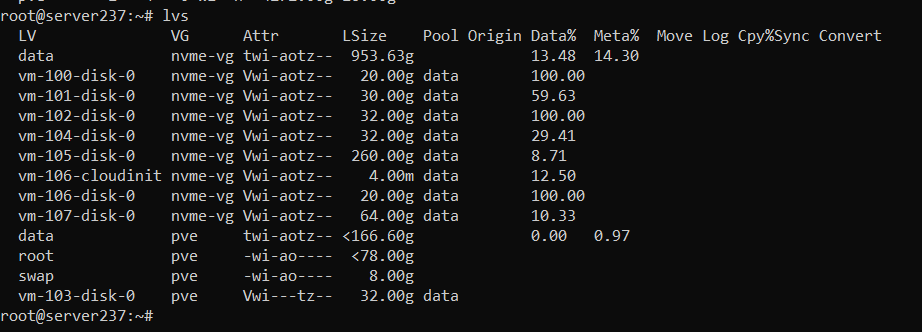 root@server237:~# lvs
  LV              VG      Attr       LSize    Pool Origin Data%  Meta%  Move Log Cpy%Sync Convert
  data            nvme-vg twi-aotz--  953.63g             13.48  14.30
  vm-100-disk-0   nvme-vg Vwi-aotz--   20.00g data        100.00
  vm-101-disk-0   nvme-vg Vwi-aotz--   30.00g data        59.63
  vm-102-disk-0   nvme-vg Vwi-aotz--   32.00g data        100.00
  vm-104-disk-0   nvme-vg Vwi-aotz--   32.00g data        29.41
  vm-105-disk-0   nvme-vg Vwi-aotz--  260.00g data        8.71
  vm-106-cloudinit nvme-vg Vwi-aotz--    4.00m data        12.50
  vm-106-disk-0   nvme-vg Vwi-aotz--   20.00g data        100.00
  vm-107-disk-0   nvme-vg Vwi-aotz--   64.00g data        10.33
  data            pve     twi-aotz-- <166.60g             0.00   0.97
  root            pve     -wi-ao----  <78.00g
  swap            pve     -wi-ao----    8.00g
  vm-103-disk-0   pve     Vwi---tz--   32.00g data
root@server237:~#